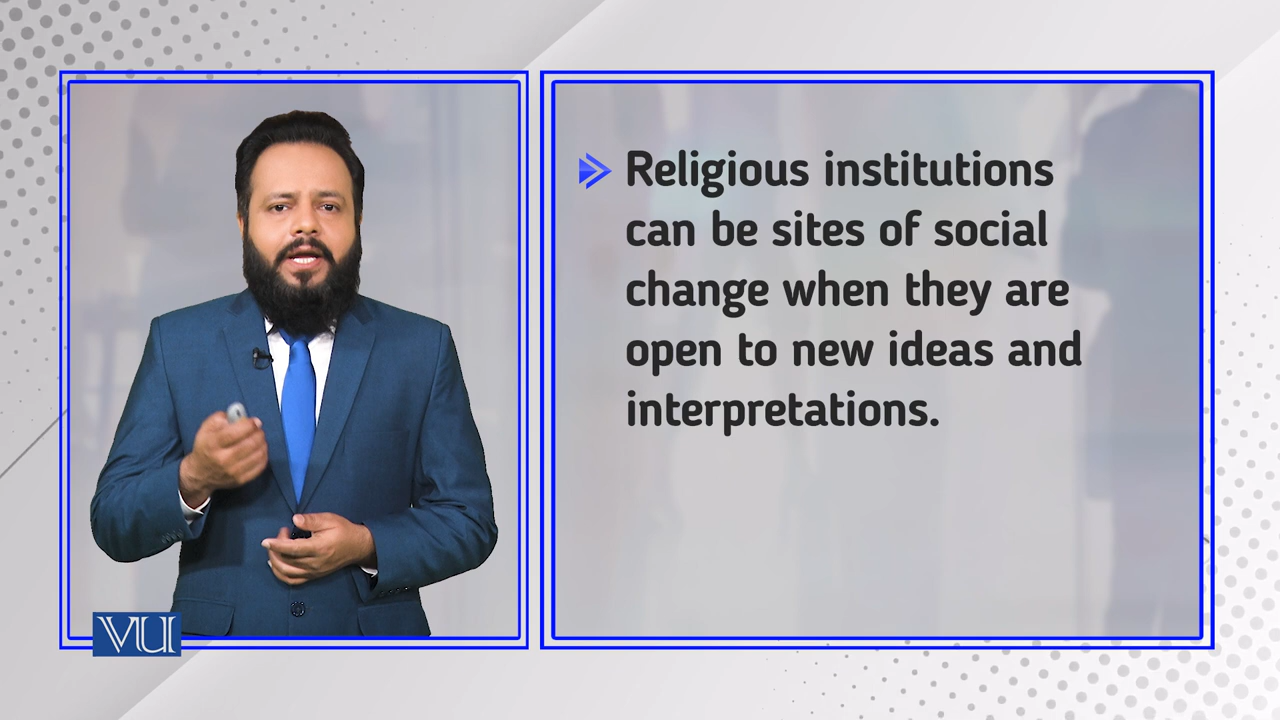 Religious institutions
can be sites of social
change when they are
open to new ideas and
interpretations.
VU